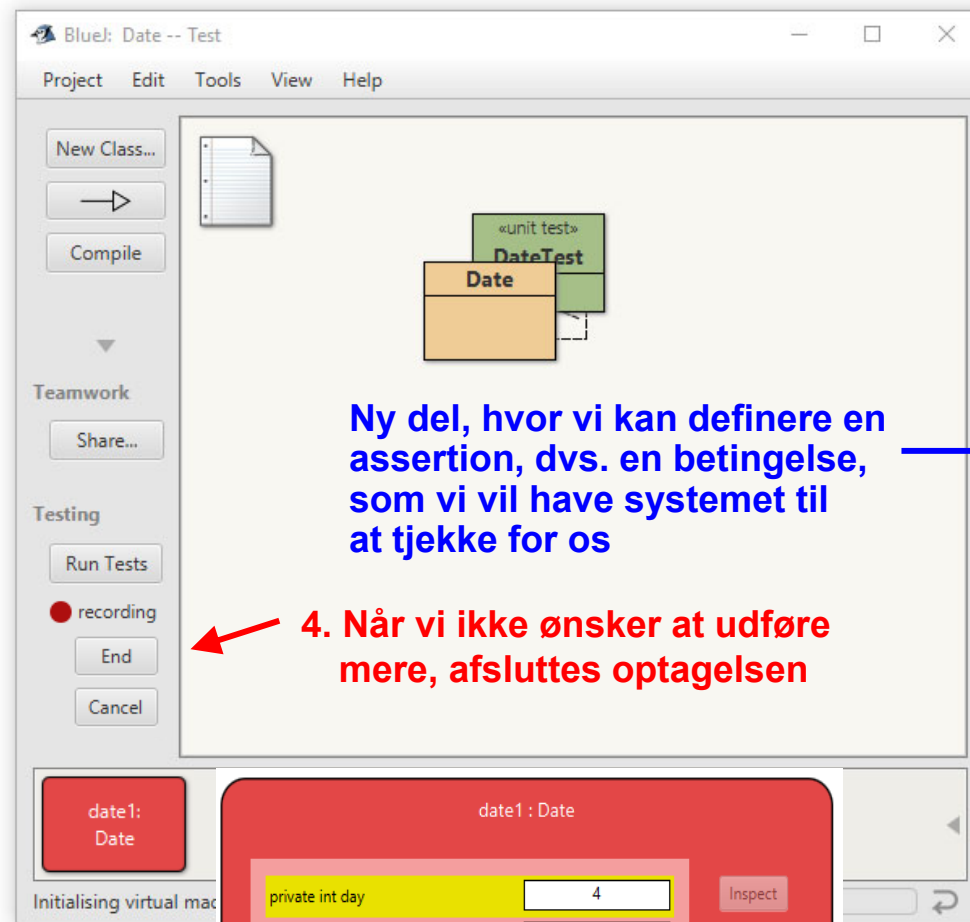 BlueJ: Date -- Test
Project Edit Tools View Help
New Class...
Compile
«unit test»
DateTest
Date
Teamwork
Share...
Ny del, hvor vi kan definere en
assertion, dvs. en betingelse,
som vi vil have systemet til
at tjekke for os
Testing
Run Tests
recording
End
Cancel
4. Når vi ikke ønsker at udføre
mere, afsluttes optagelsen
date1:
Date
date1 : Date
private int day 4 Inspect
Initialising virtual